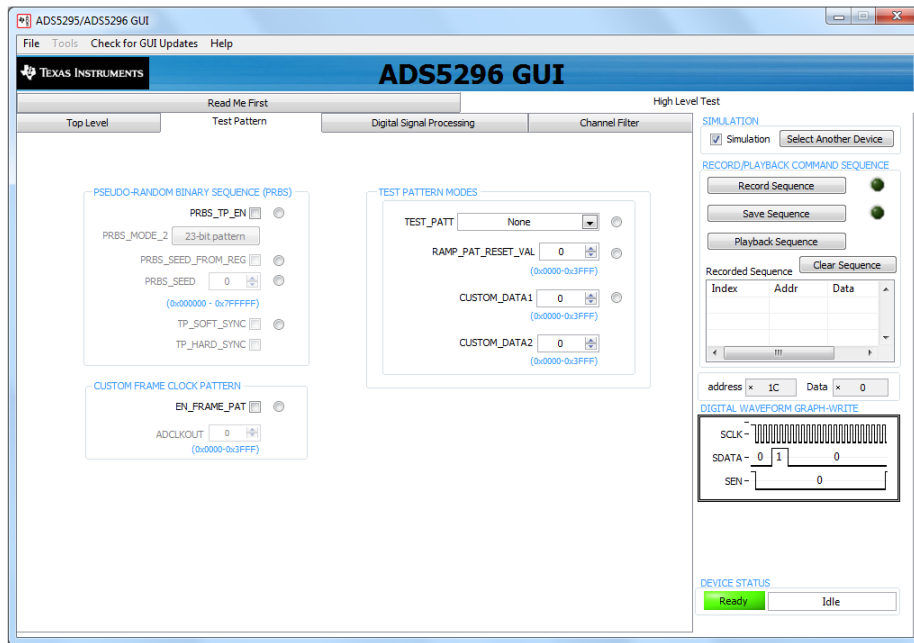 ADS5295/ADS5296 GUI
File Tools Check for GUI Updates Help
TEXAS INSTRUMENTS
ADS5296 GUI
Read Me First
High Level Test
Top Level
Test Pattern
Digital Signal Processing
Channel Filter
PSEUDO-RANDOM BINARY SEQUENCE (PRBS)
PRBS_TP_EN
PRBS_MODE_2 23-bit pattern
PRBS_SEED_FROM_REG
PRBS_SEED 0
(0x000000 - 0x7FFFFF)
TP_SOFT_SYNC
TP_HARD_SYNC
CUSTOM FRAME CLOCK PATTERN
EN_FRAME_PAT
ADCLKOUT 0
(0x0000-0x3FFF)
TEST PATTERN MODES
TEST_PATT None
RAMP_PAT_RESET_VAL 0
(0x0000-0x3FFF)
CUSTOM_DATA1 0
(0x0000-0x3FFF)
CUSTOM_DATA2 0
(0x0000-0x3FFF)
SIMULATION
Simulation Select Another Device
RECORD/PLAYBACK COMMAND SEQUENCE
Record Sequence
Save Sequence
Playback Sequence
Recorded Sequence Clear Sequence
Index Addr Data
address × 1C Data × 0
DIGITAL WAVEFORM GRAPH-WRITE
SCLK
SDATA 0 1 0
SEN 0
DEVICE STATUS
Ready Idle